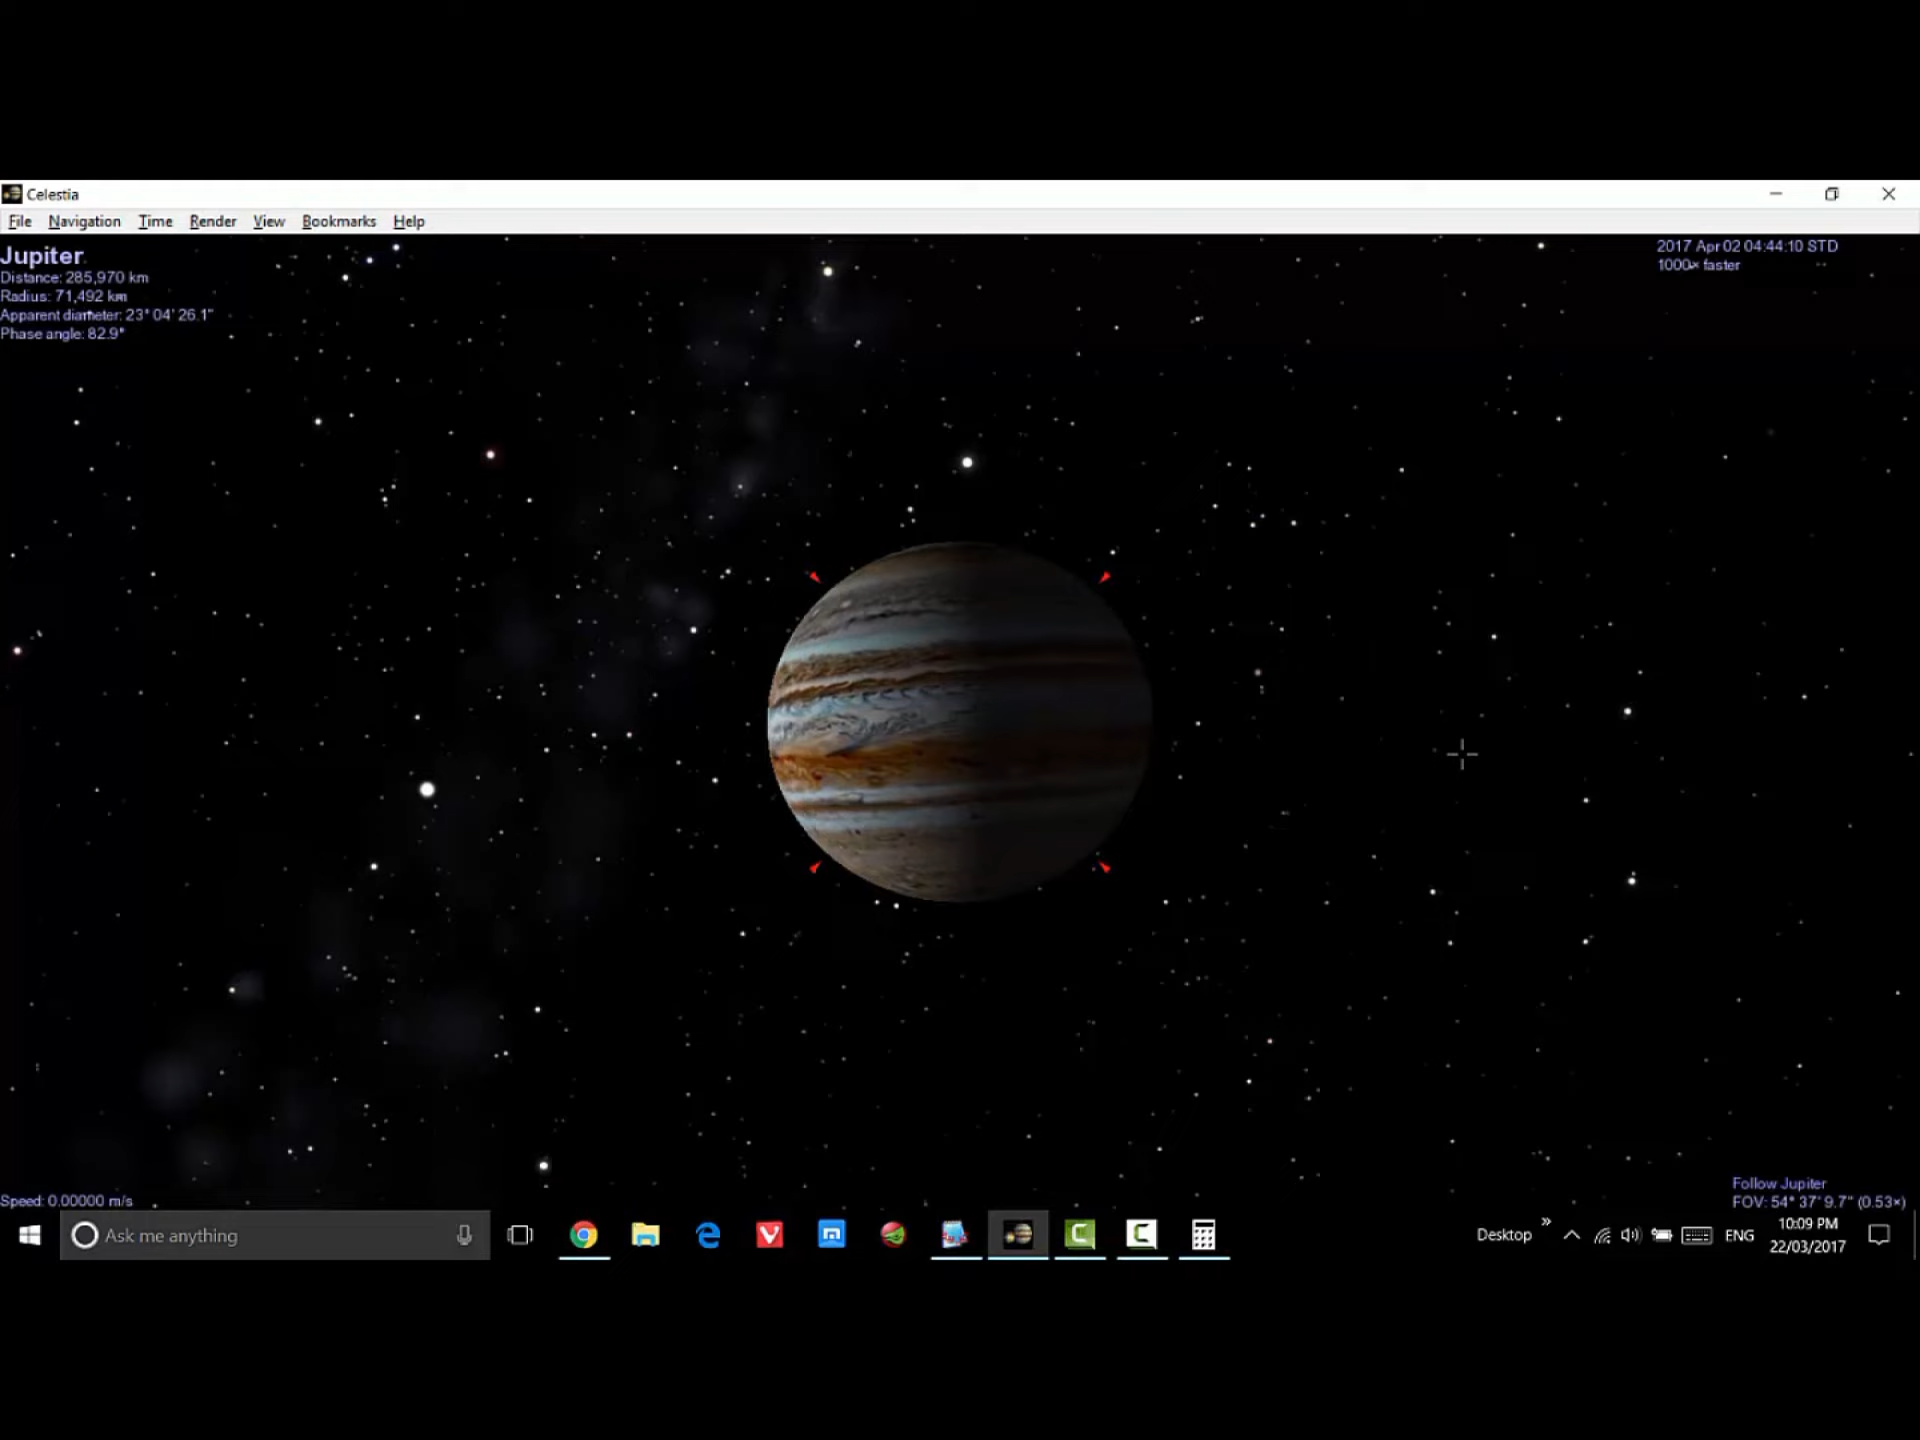 Celestia
File Navigation Time Render View Bookmarks Help
Jupiter
Distance: 285,970 km
Radius: 71,492 km
Apparent diameter: 23° 04' 26.1"
Phase angle: 82.9°
2017 Apr 02 04:44:10 STD
1000x faster
Speed: 0.00000 m/s
Follow Jupiter
FOV: 54° 37' 9.7" (0.53×)
Ask me anything
Desktop
ENG
10:09 PM
22/03/2017